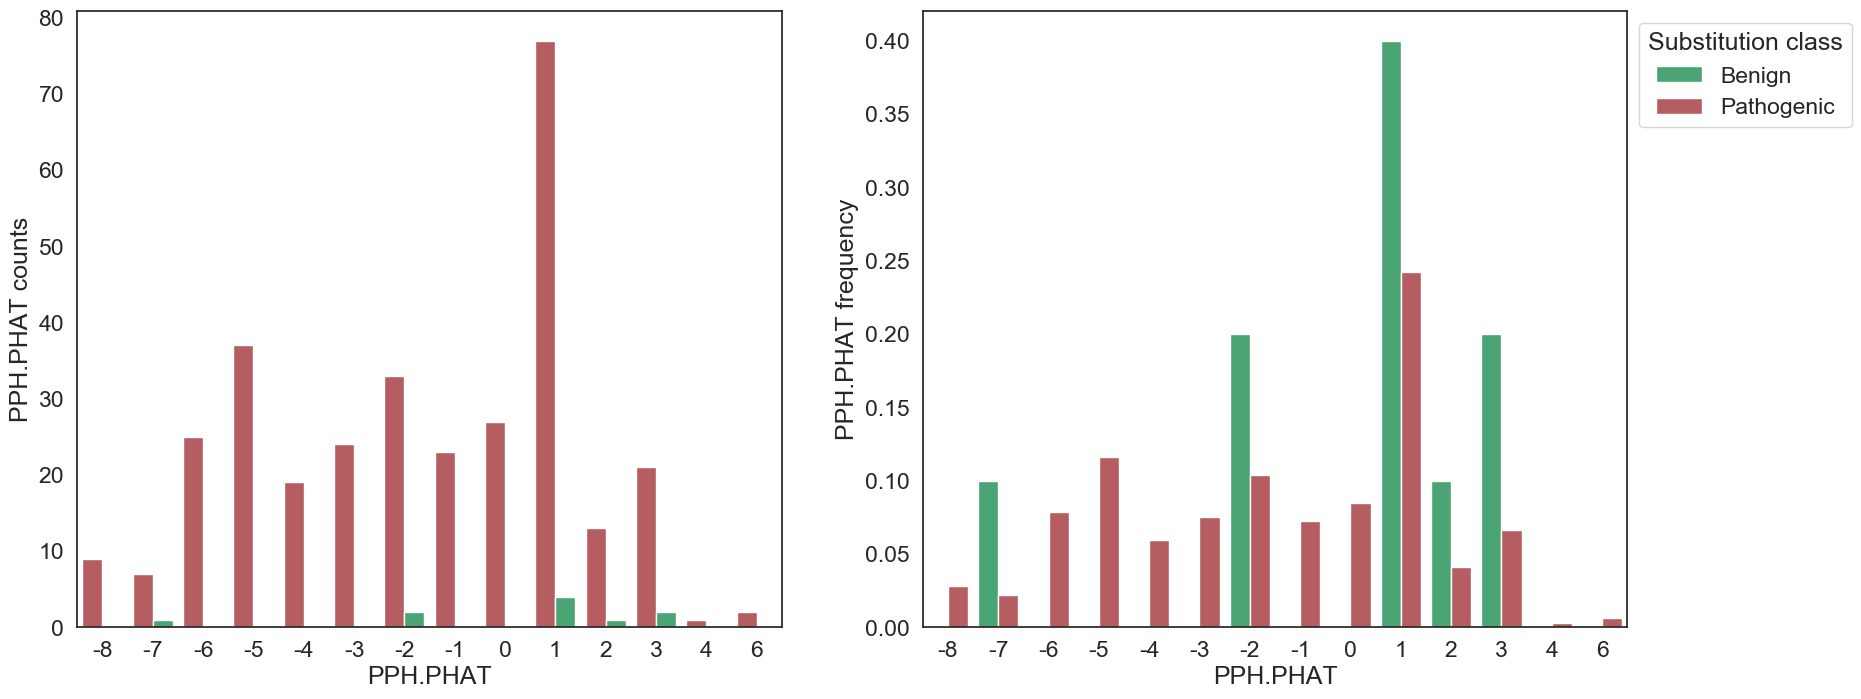 80
70
60
50
40
30
20
10
0
PPH.PHAT counts
-8 -7 -6 -5 -4 -3 -2 -1 0 1 2 3 4 6
PPH.PHAT
0.40
0.35
0.30
0.25
0.20
0.15
0.10
0.05
0.00
PPH.PHAT frequency
-8 -7 -6 -5 -4 -3 -2 -1 0 1 2 3 4 6
PPH.PHAT
Substitution class
Benign
Pathogenic